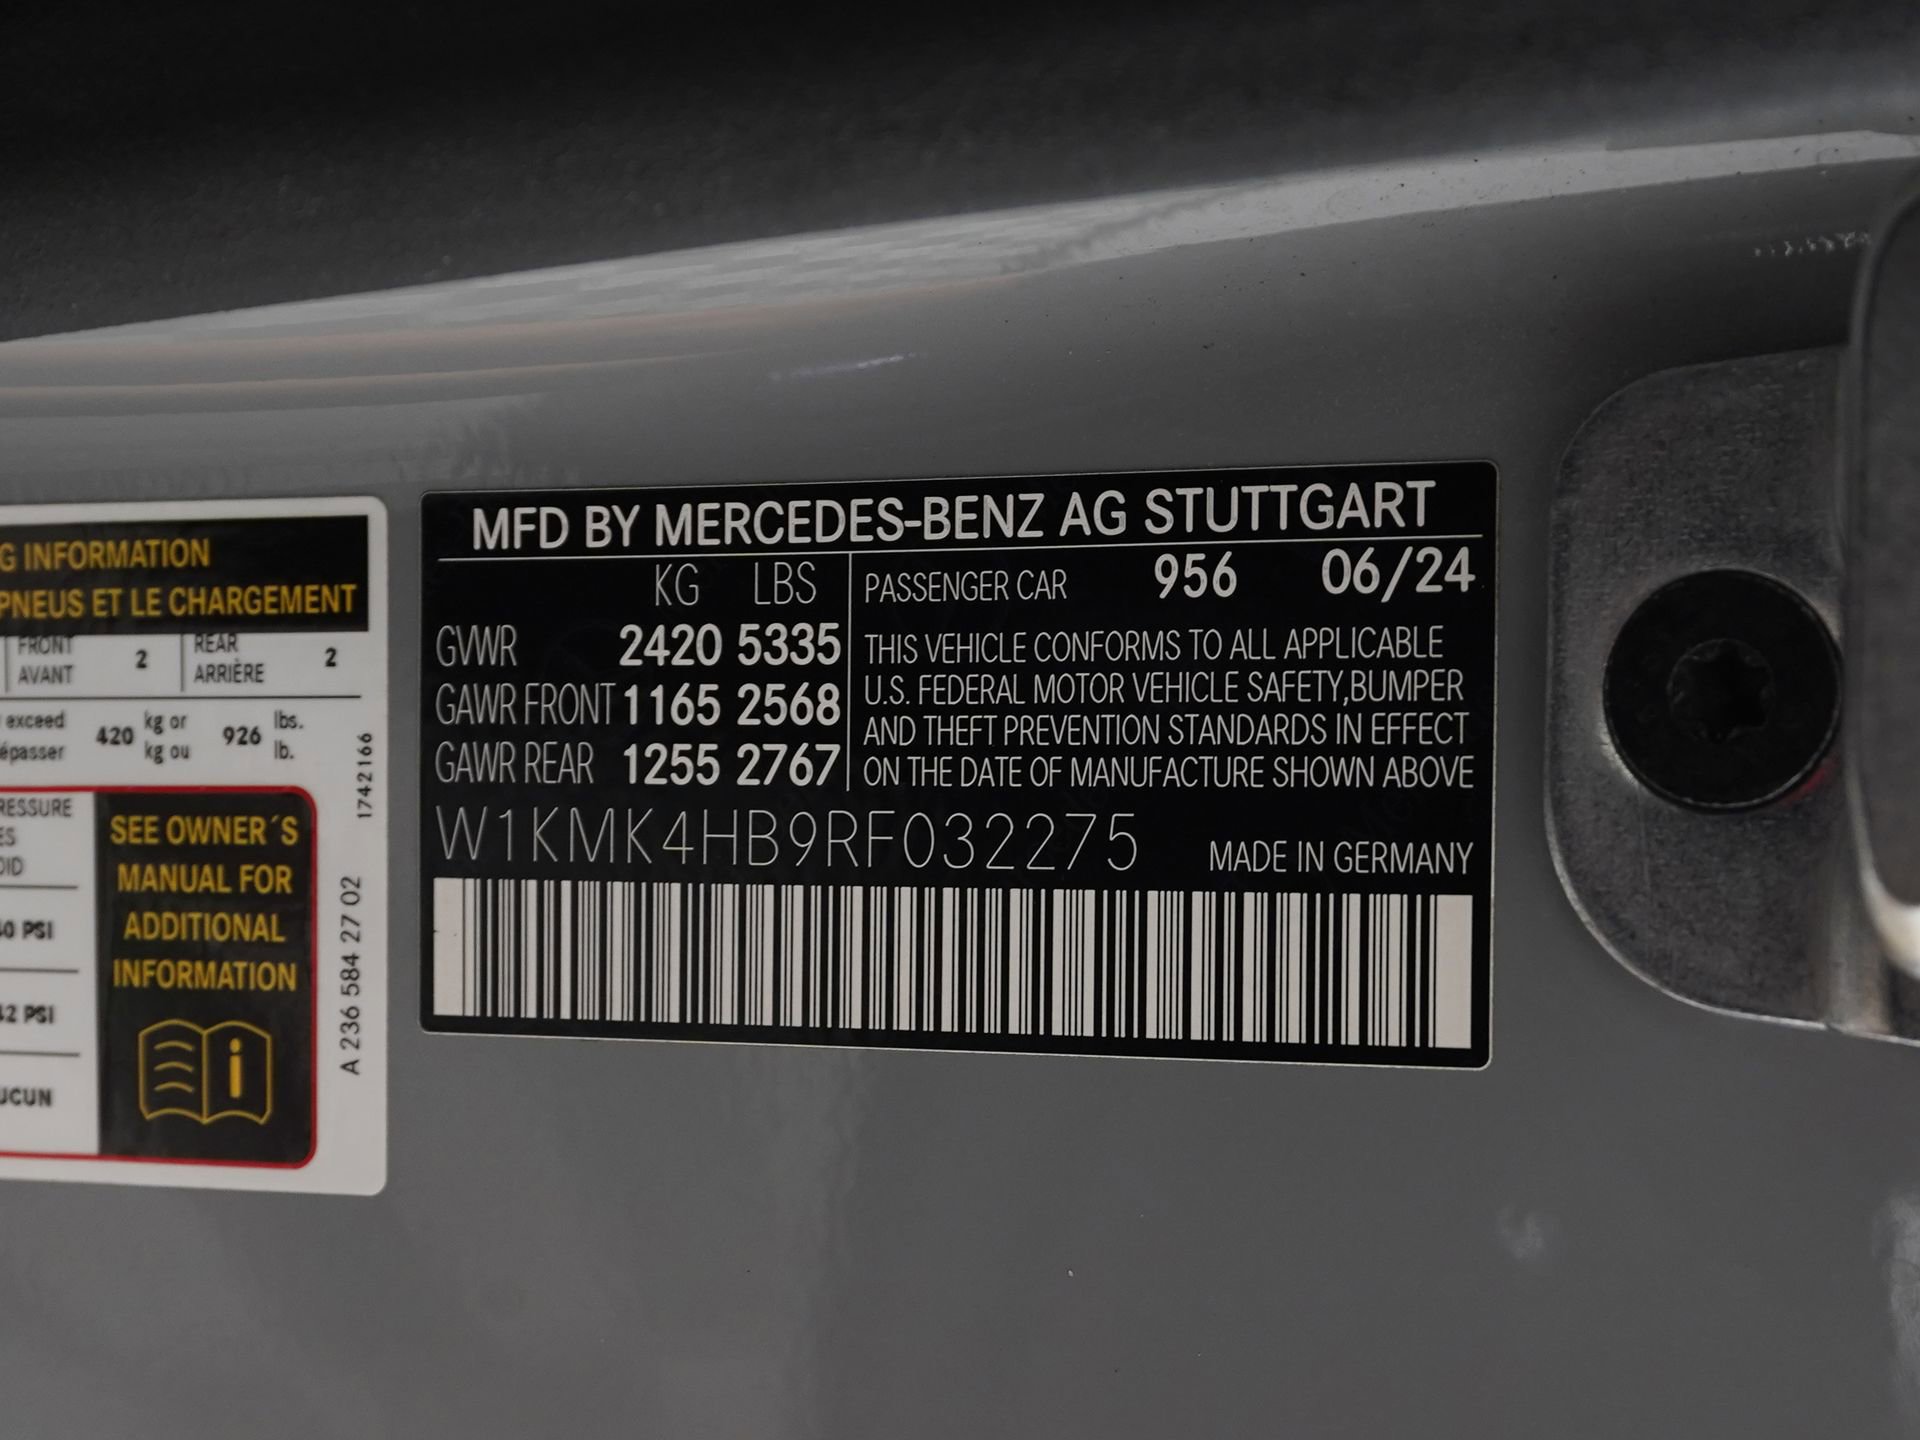 G INFORMATION
PNEUS ET LE CHARGEMENT
FRONT
AVANT
2
REAR
ARRIÈRE
2
exceed
épasser
420
kg or
kg ou
926
lbs.
lb.
RESSURE
SEE OWNER´S
MANUAL FOR
ADDITIONAL
INFORMATION
PSI
PSI
UCUN
1742166
A 236 584 27 02
MFD BY MERCEDES-BENZ AG STUTTGART
KG LBS
GVWR 2420 5335
GAWR FRONT 1165 2568
GAWR REAR 1255 2767
PASSENGER CAR 956 06/24
THIS VEHICLE CONFORMS TO ALL APPLICABLE
U.S. FEDERAL MOTOR VEHICLE SAFETY,BUMPER
AND THEFT PREVENTION STANDARDS IN EFFECT
ON THE DATE OF MANUFACTURE SHOWN ABOVE
W1KMK4HB9RF032275
MADE IN GERMANY